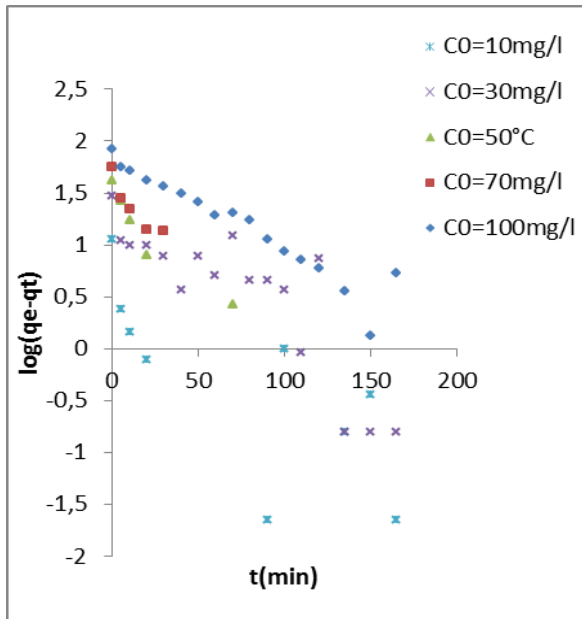 C0=10mg/l
C0=30mg/l
C0=50°C
C0=70mg/l
C0=100mg/l
2,5
2
1,5
1
0,5
0
-0,5
-1
-1,5
-2
0
50
100
150
200
log(qe-qt)
t(min)